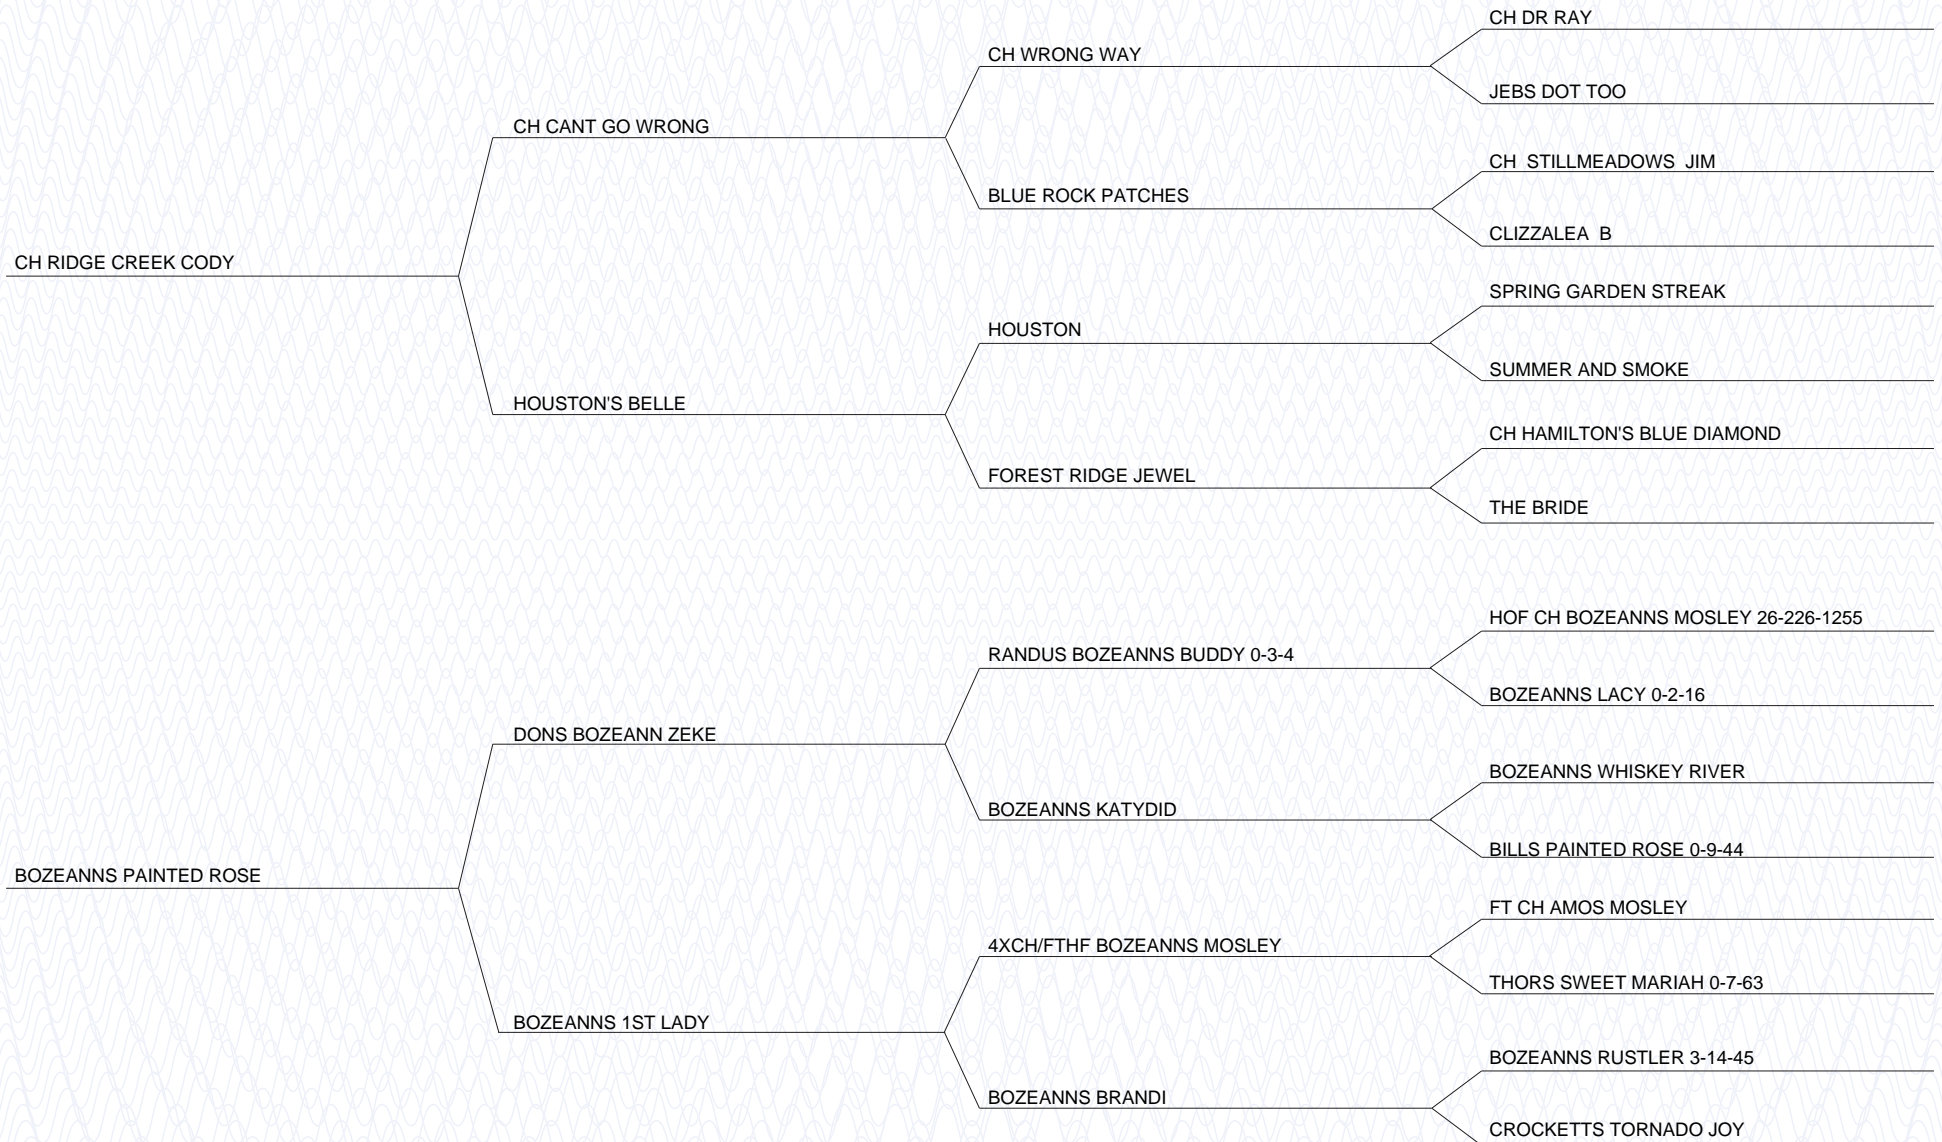 CH DR RAY
CH WRONG WAY
JEBS DOT TOO
CH CANT GO WRONG
CH  STILLMEADOWS  JIM
BLUE ROCK PATCHES
CLIZZALEA  B
CH RIDGE CREEK CODY
SPRING GARDEN STREAK
HOUSTON
SUMMER AND SMOKE
HOUSTON'S BELLE
CH HAMILTON'S BLUE DIAMOND
FOREST RIDGE JEWEL
THE BRIDE
HOF CH BOZEANNS MOSLEY 26-226-1255
RANDUS BOZEANNS BUDDY 0-3-4
BOZEANNS LACY 0-2-16
DONS BOZEANN ZEKE
BOZEANNS WHISKEY RIVER
BOZEANNS KATYDID
BILLS PAINTED ROSE 0-9-44
BOZEANNS PAINTED ROSE
FT CH AMOS MOSLEY
4XCH/FTHF BOZEANNS MOSLEY
THORS SWEET MARIAH 0-7-63
BOZEANNS 1ST LADY
BOZEANNS RUSTLER 3-14-45
BOZEANNS BRANDI
CROCKETTS TORNADO JOY